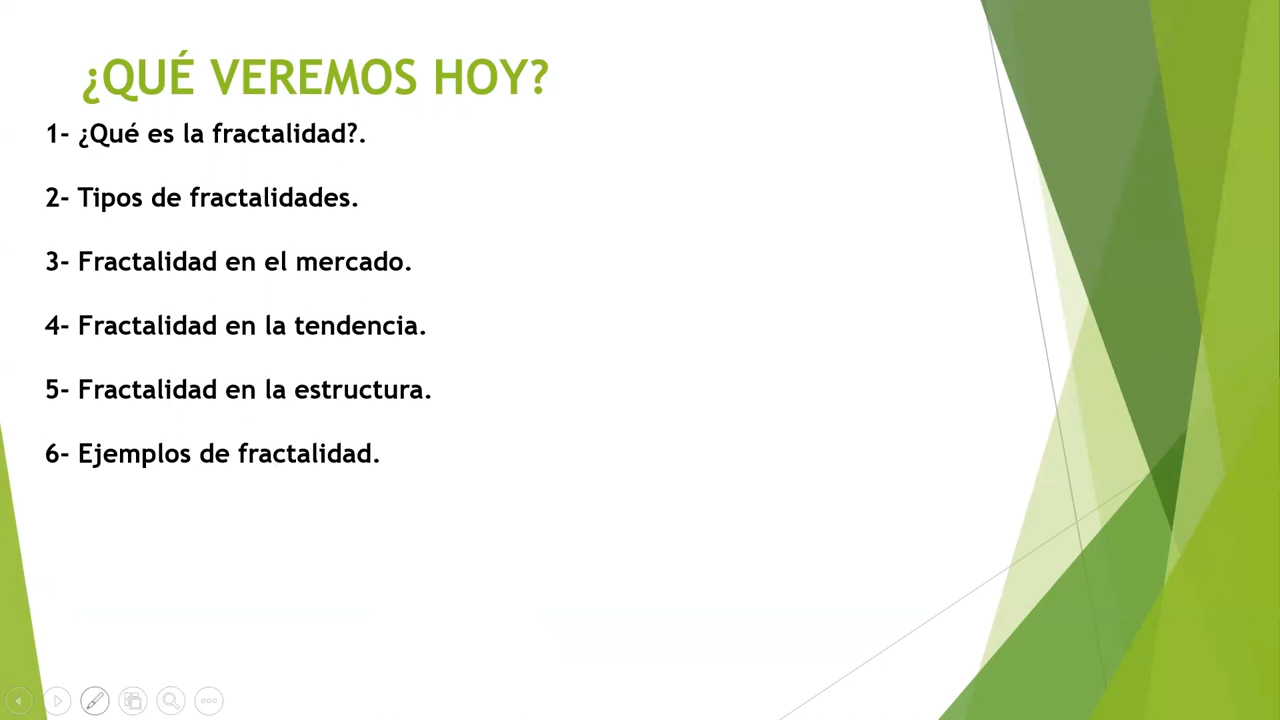 ¿QUÉ VEREMOS HOY?
1- ¿Qué es la fractalidad?.
2- Tipos de fractalidades.
3- Fractalidad en el mercado.
4- Fractalidad en la tendencia.
5- Fractalidad en la estructura.
6- Ejemplos de fractalidad.